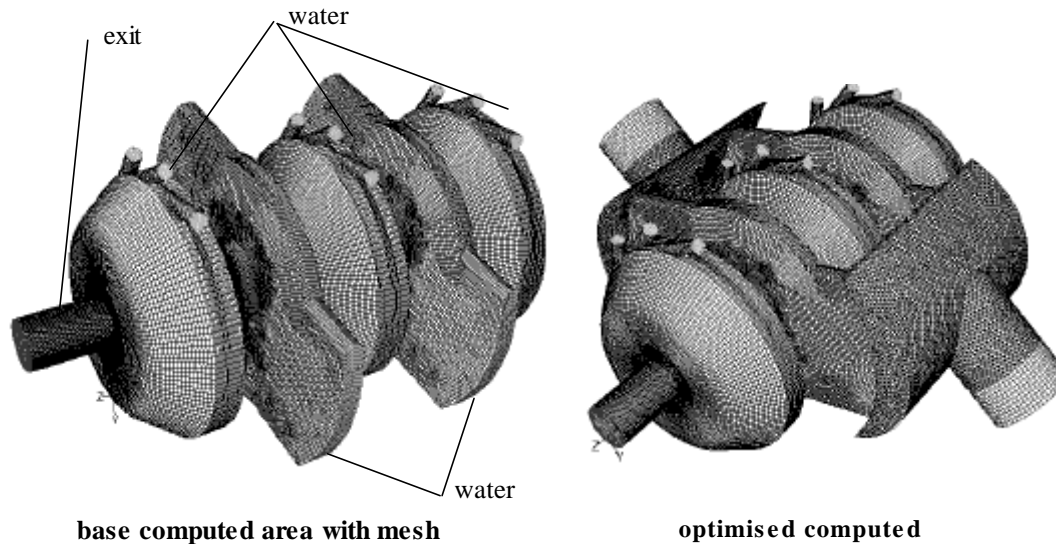 water
exit
water
base computed area with mesh
optimised computed
z
y
z
y